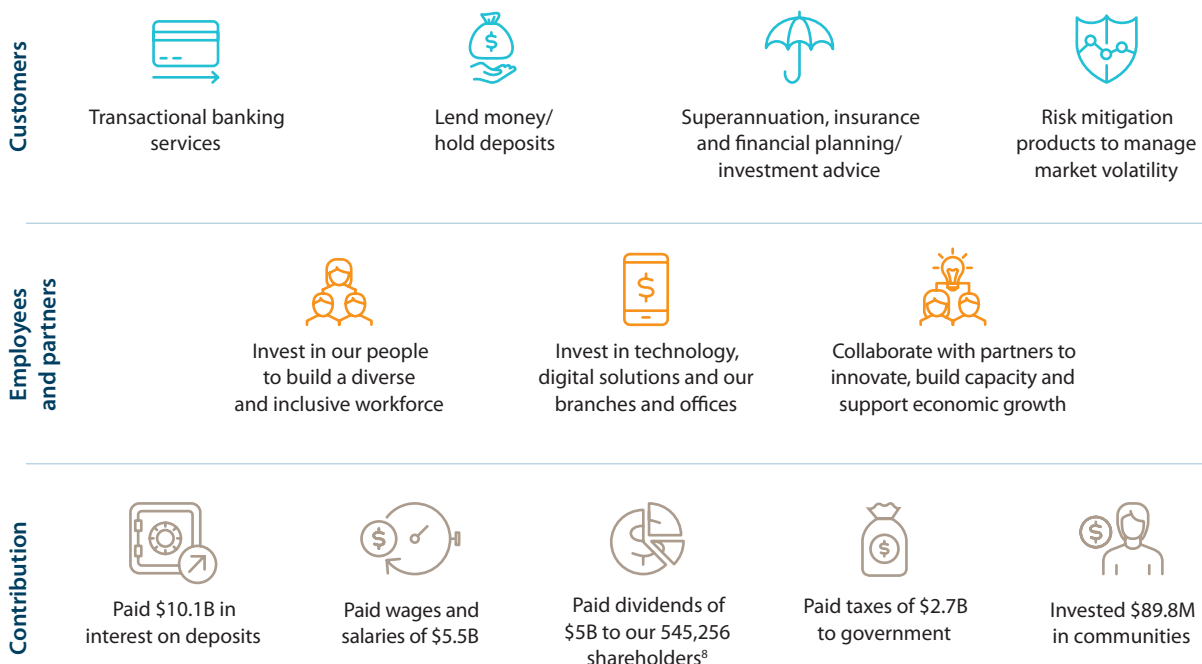 Customers
Transactional banking
services
Lend money/
hold deposits
Superannuation, insurance
and financial planning/
investment advice
Risk mitigation
products to manage
market volatility
Employees
and partners
Invest in our people
to build a diverse
and inclusive workforce
Invest in technology,
digital solutions and our
branches and offices
Collaborate with partners to
innovate, build capacity and
support economic growth
Contribution
Paid $10.1B in
interest on deposits
Paid wages and
salaries of $5.5B
Paid dividends of
$5B to our 545,256
shareholders⁸
Paid taxes of $2.7B
to government
Invested $89.8M
in communities